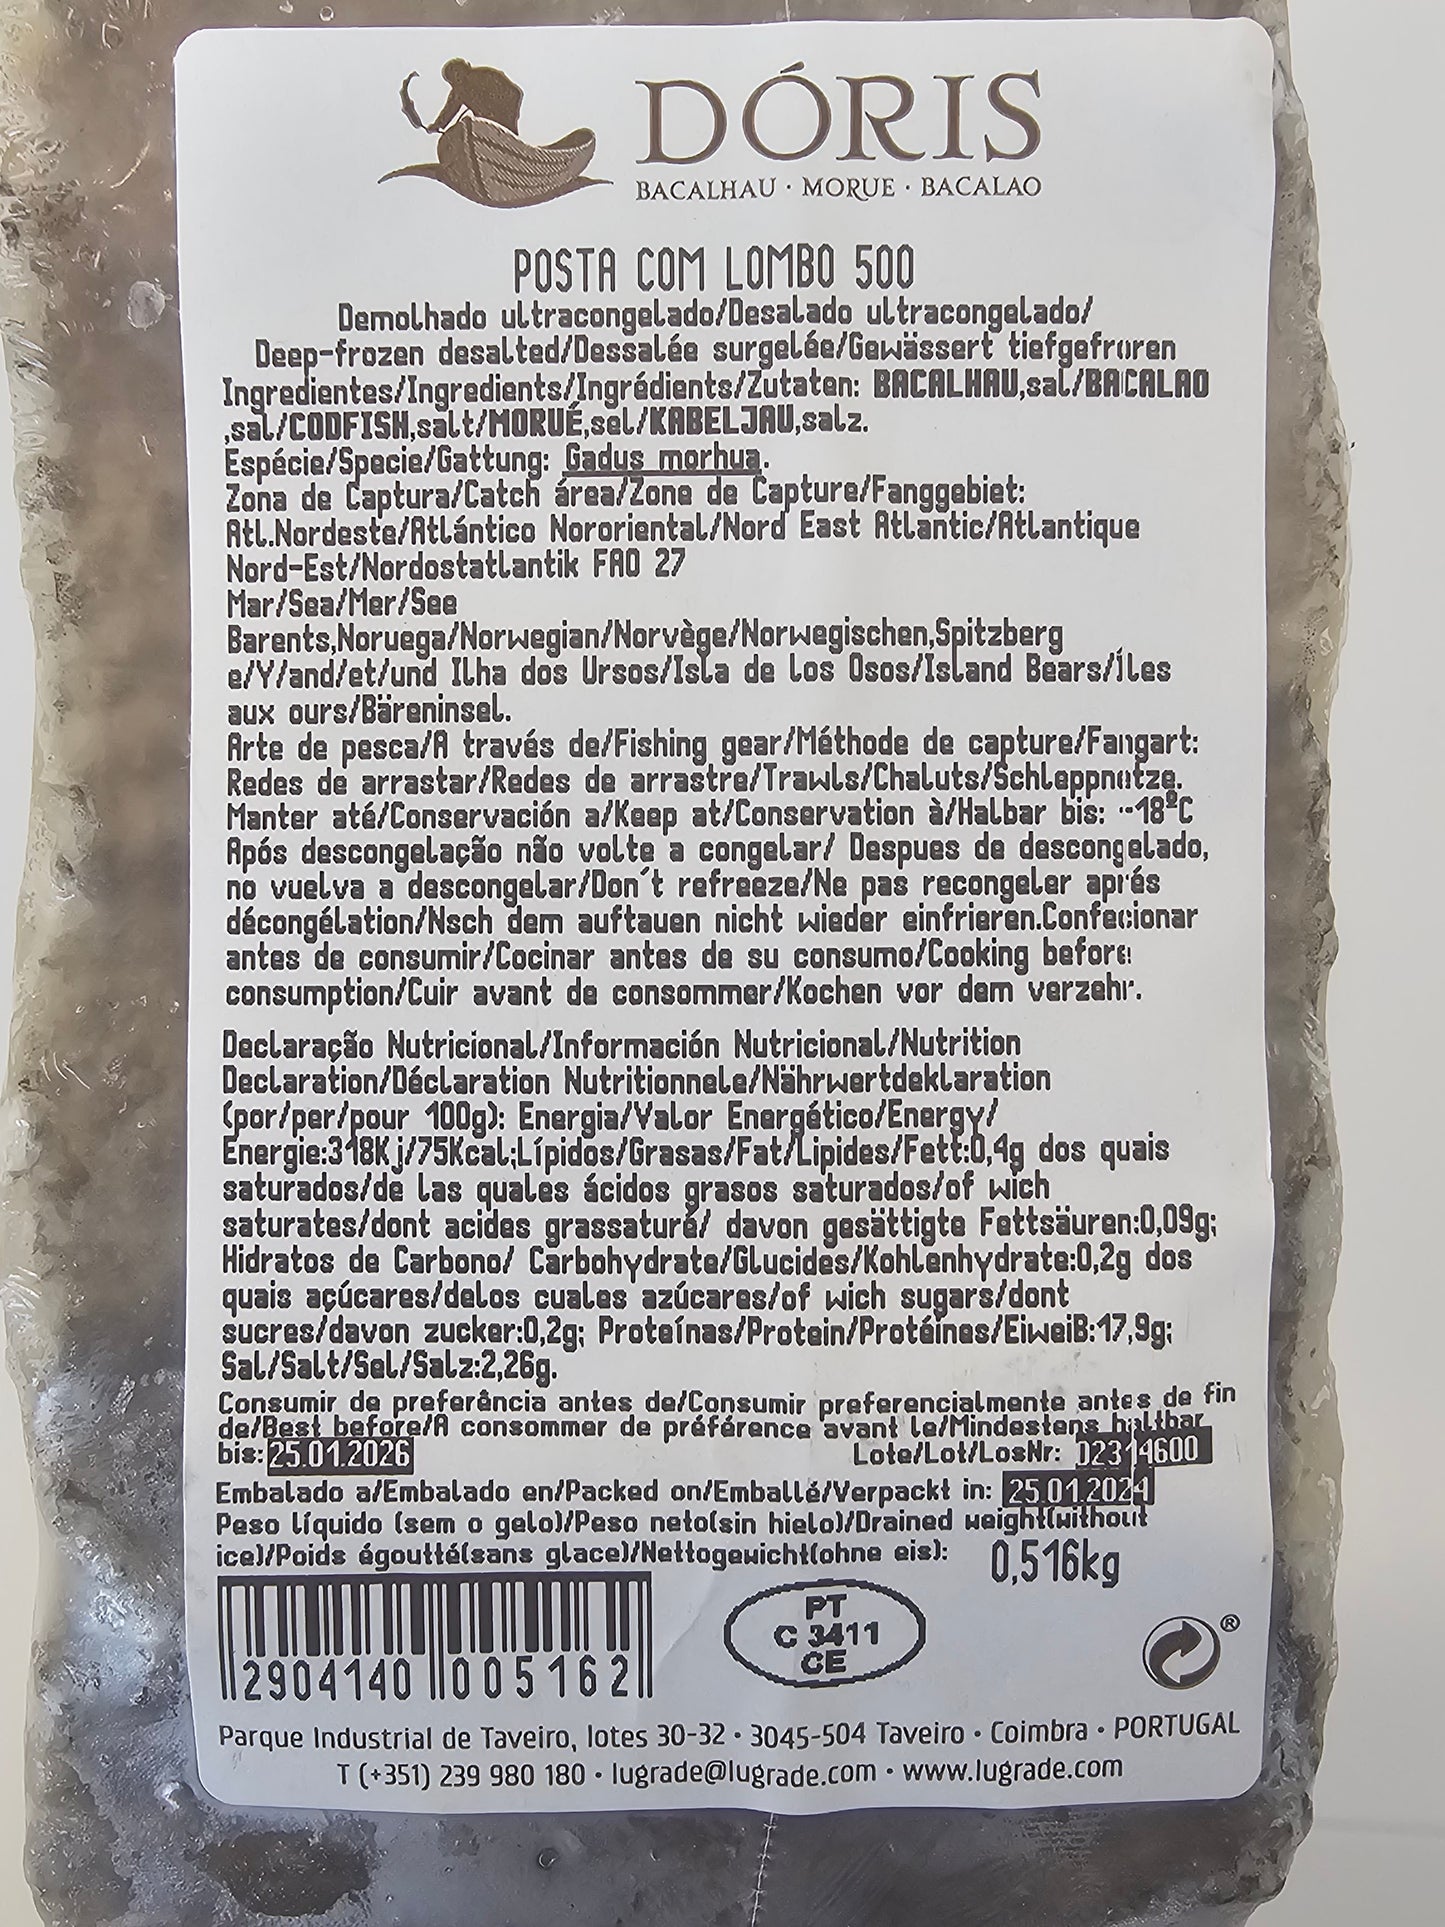 DÓRIS
BACALHAU · MORUE · BACALAO
POSTA COM LOMBO 500
Demolhado ultracongelado/Desalado ultracongelado/
Deep-frozen desalted/Dessalée surgelée/Gewässert tiefgefroren
Ingredientes/Ingredients/Ingrédients/Zutaten: BACALHAU,sal/BACALAO
,sal/CODFISH,salt/MORUÉ,sel/KABELJAU,salz.
Espécie/Specie/Gattung: Gadus morhua.
Zona de Captura/Catch área/Zone de Capture/Fanggebiet:
Atl.Nordeste/Atlántico Nororiental/Nord East Atlantic/Atlantique
Nord-Est/Nordostatlantik FAO 27
Mar/Sea/Mer/See
Barents,Noruega/Norwegian/Norvège/Norwegischen,Spitzberg
e/Y/and/et/und Ilha dos Ursos/Isla de los Osos/Island Bears/Íles
aux ours/Bäreninsel.
Arte de pesca/A través de/Fishing gear/Méthode de capture/Fangart:
Redes de arrastar/Redes de arrastre/Trawls/Chaluts/Schleppnetze.
Manter até/Conservación a/Keep at/Conservation à/Halbar bis: -18ºC
Após descongelação não volte a congelar/ Despues de descongelado,
no vuelva a descongelar/Don´t refreeze/Ne pas recongeler aprés
décongélation/Nsch dem auftauen nicht wieder einfrieren.Confecionar
antes de consumir/Cocinar antes de su consumo/Cooking before
consumption/Cuir avant de consommer/Kochen vor dem verzehr.
Declaração Nutricional/Información Nutricional/Nutrition
Declaration/Déclaration Nutritionnele/Nährwertdeklaration
(por/per/pour 100g): Energia/Valor Energético/Energy/
Energie:318Kj/75Kcal;Lípidos/Grasas/Fat/Lipides/Fett:0,4g dos quais
saturados/de las quales ácidos grasos saturados/of wich
saturates/dont acides grassaturé/ davon gesättigte Fettsäuren:0,09g;
Hidratos de Carbono/ Carbohydrate/Glucides/Kohlenhydrate:0,2g dos
quais açúcares/delos cuales azúcares/of wich sugars/dont
sucres/davon zucker:0,2g; Proteínas/Protein/Protéínes/EiweiB:17,9g;
Sal/Salt/Sel/Salz:2,26g.
Consumir de preferência antes de/Consumir preferencialmente antes de fin
de/Best before/A consommer de préférence avant le/Mindestens haltbar
bis: 25.01.2026 Lote/Lot/LosNr: D2314600
Embalado a/Embalado en/Packed on/Emballé/Verpackt in: 25.01.2024
Peso líquido (sem o gelo)/Peso neto(sin hielo)/Drained weight(without
ice)/Poids égoutté(sans glace)/Nettogewicht(ohne eis): 0,516kg
2904140 005162
PT
C 3411
CE
®
Parque Industrial de Taveiro, lotes 30-32 · 3045-504 Taveiro · Coimbra · PORTUGAL
T (+351) 239 980 180 · lugrade@lugrade.com · www.lugrade.com